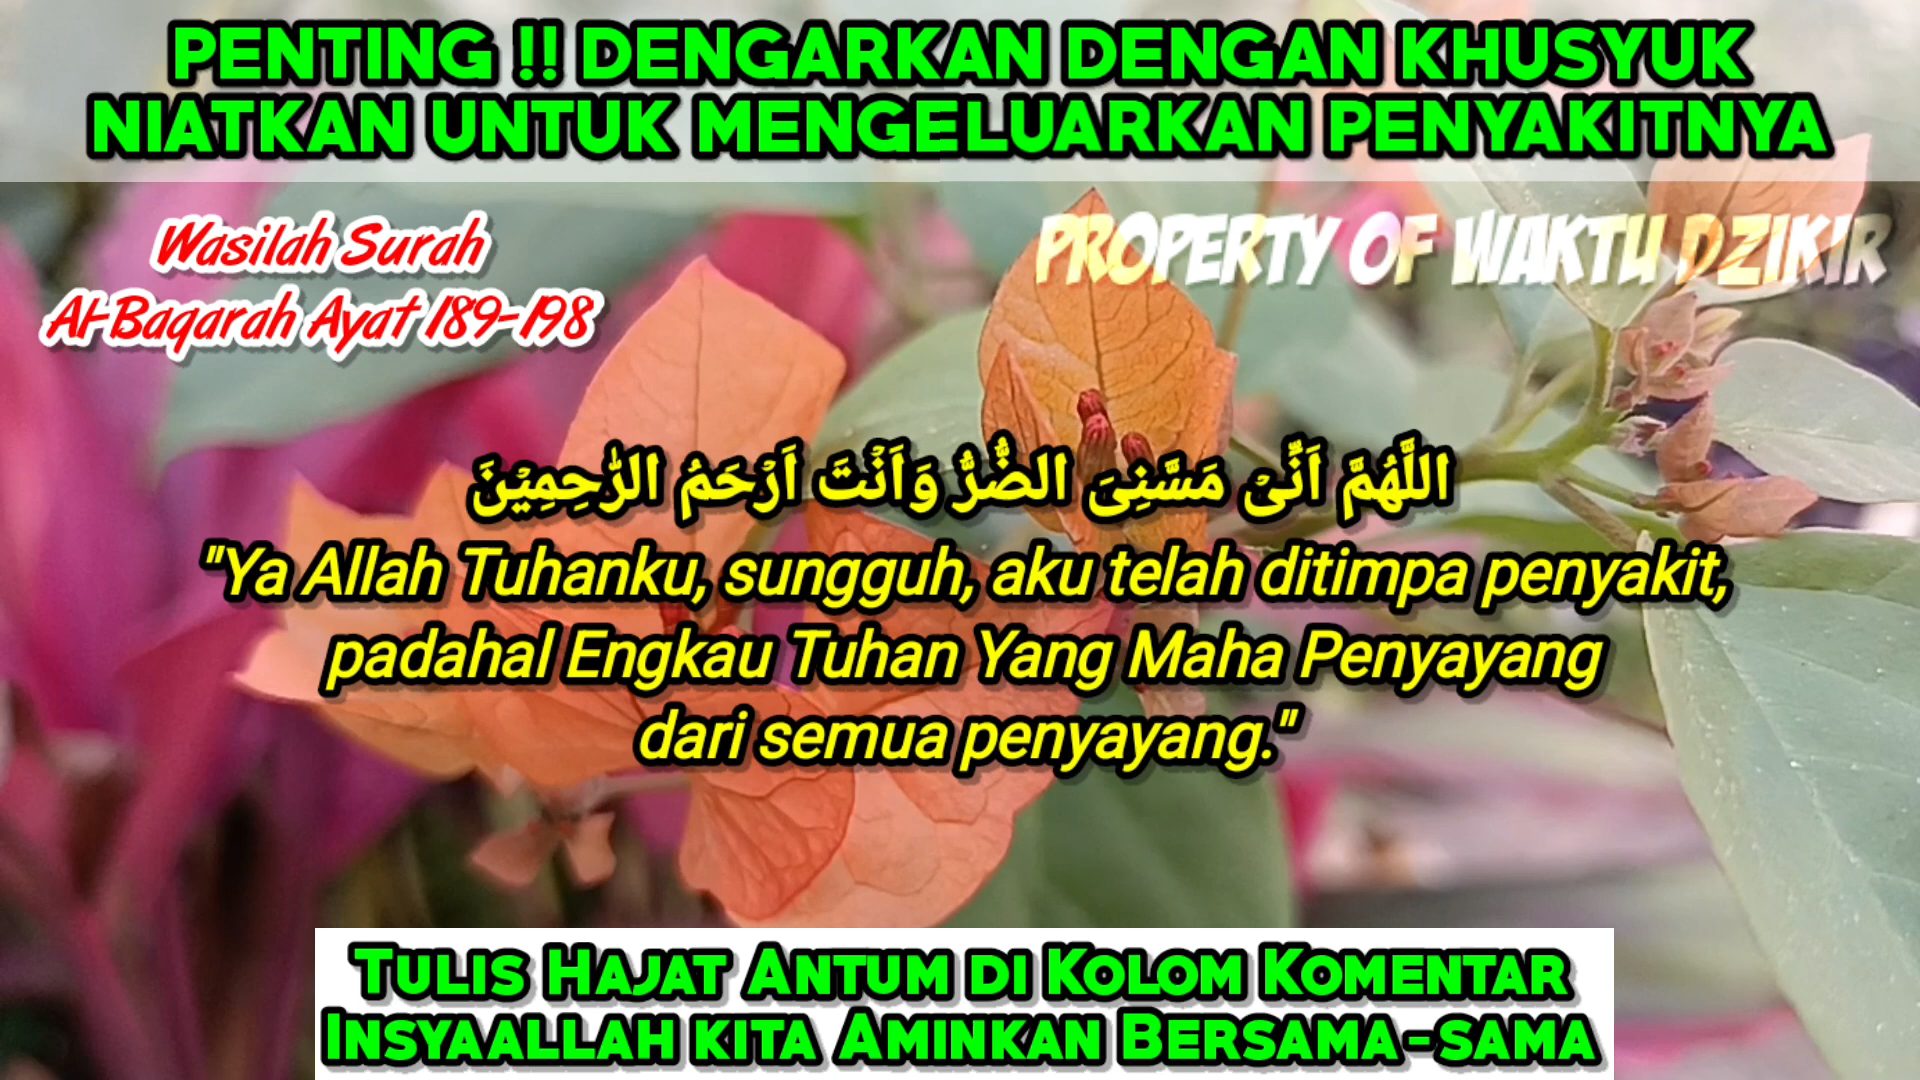 PENTING !! DENGARKAN DENGAN KHUSYUK
NIATKAN UNTUK MENGELUARKAN PENYAKITNYA
Wasilah Surah
Al-Baqarah Ayat 189-198
PROPERTY OF WAKTU DZIKIR
اللَّهُمَّ اَنِّىْ مَسَّنِىَ الضُّرُّ وَاَنْتَ اَرْحَمُ الرّٰحِمِيْنَ
"Ya Allah Tuhanku, sungguh, aku telah ditimpa penyakit,
padahal Engkau Tuhan Yang Maha Penyayang
dari semua penyayang."
TULIS HAJAT ANTUM DI KOLOM KOMENTAR
INSYAALLAH KITA AMINKAN BERSAMA-SAMA